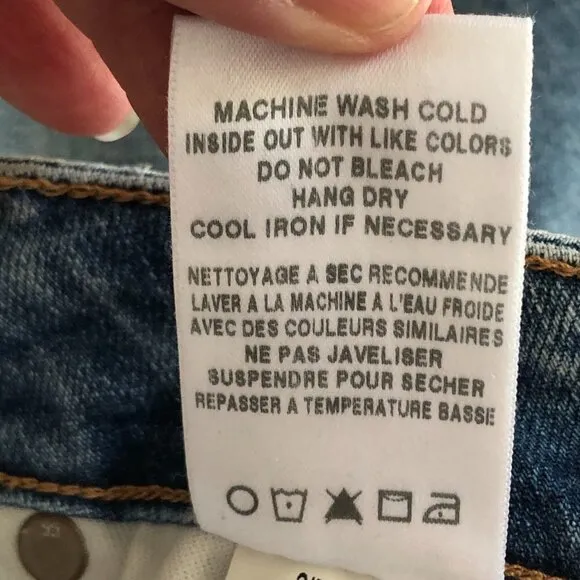 MACHINE WASH COLD
INSIDE OUT WITH LIKE COLORS
DO NOT BLEACH
HANG DRY
COOL IRON IF NECESSARY
NETTOYAGE A SEC RECOMMENDE
LAVER A LA MACHINE A L'EAU FROIDE
AVEC DES COULEURS SIMILAIRES
NE PAS JAVELISER
SUSPENDRE POUR SECHER
REPASSER A TEMPERATURE BASSE